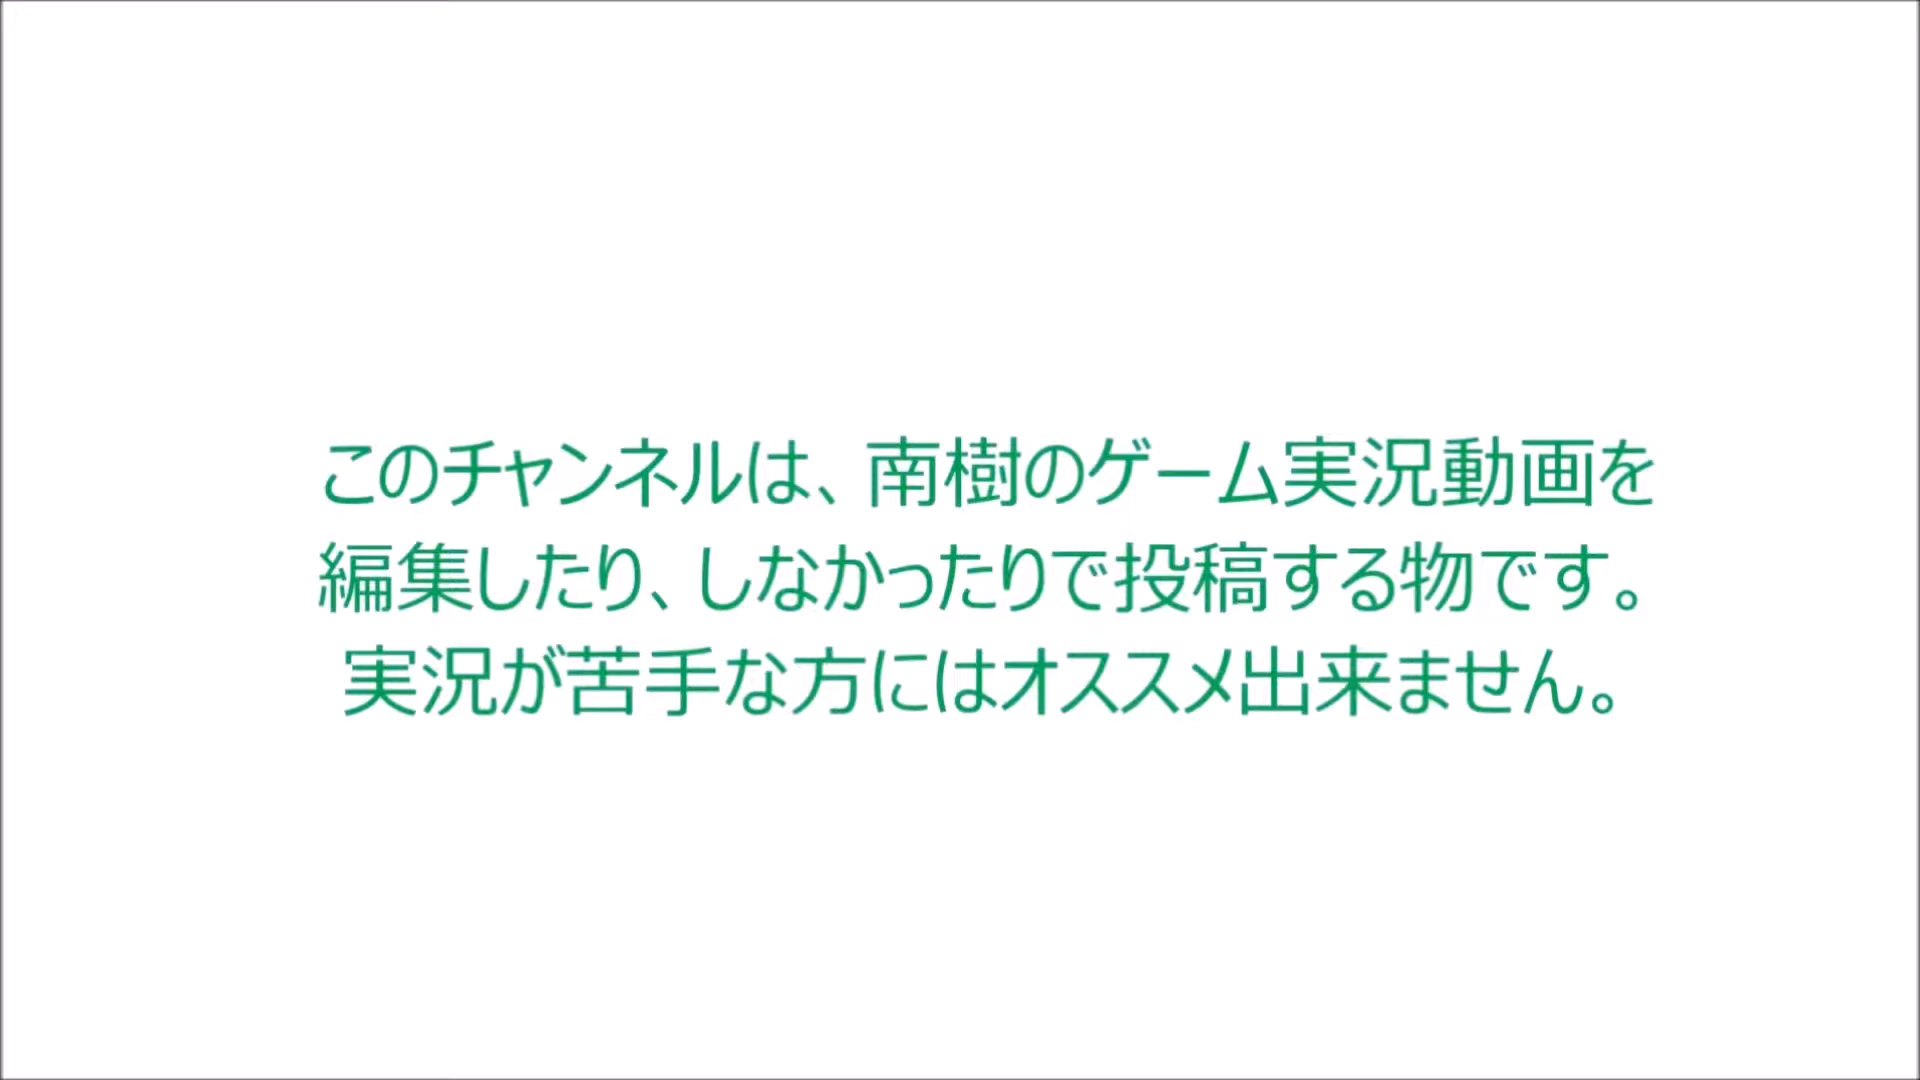 このチャンネルは、南樹のゲーム実況動画を
編集したり、しなかったりで投稿する物です。
実況が苦手な方にはオススメ出来ません。